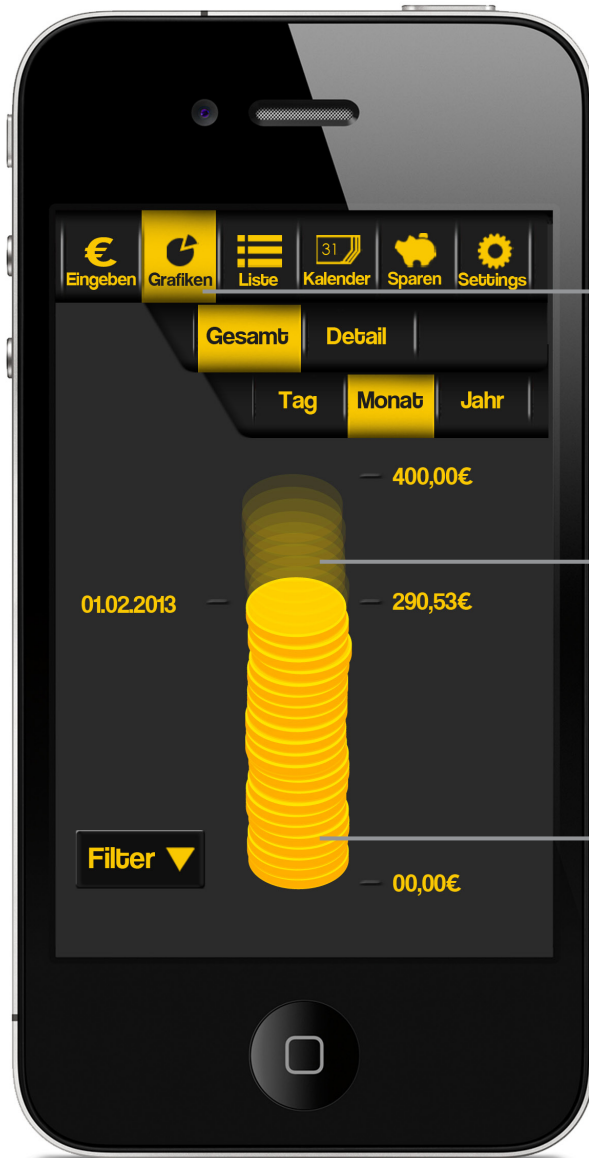 31
Eingeben Grafiken Liste Kalender Sparen Settings
Gesamt Detail
Tag Monat Jahr
400,00€
01.02.2013 290,53€
Filter
00,00€